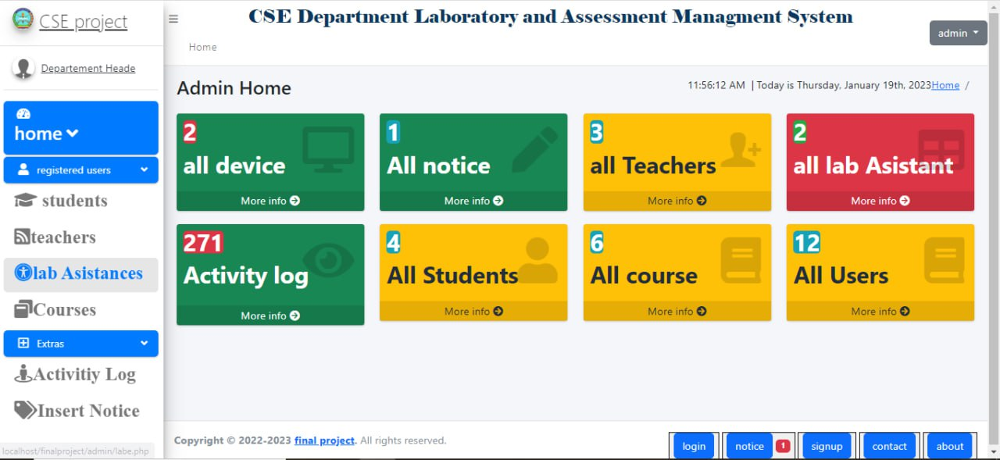 CSE project
CSE Department Laboratory and Assessment Managment System
admin
Home
Departement Heade
Admin Home
11:56:12 AM | Today is Thursday, January 19th, 2023Home /
home
registered users
students
teachers
lab Asistances
Courses
Extras
Activitiy Log
Insert Notice
2
all device
More info
1
All notice
More info
3
all Teachers
More info
2
all lab Asistant
More info
271
Activity log
More info
4
All Students
More info
6
All course
More info
12
All Users
More info
Copyright © 2022-2023 final project. All rights reserved.
login
notice 1
signup
contact
about
localhost/finalproject/admin/labe.php